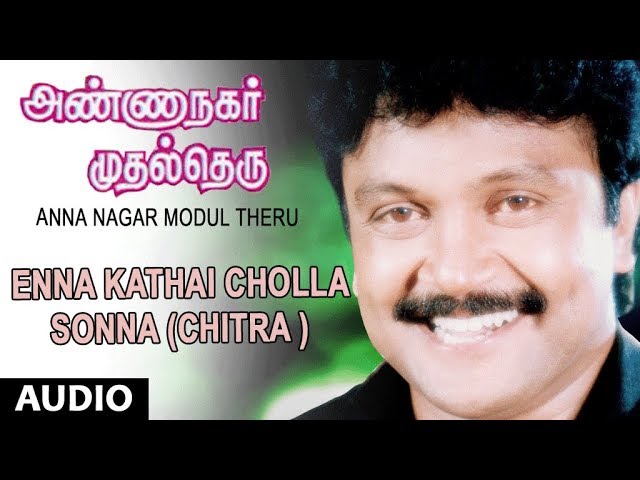 அண்ணாநகர்
முதல்தெரு
ANNA NAGAR MODUL THERU
ENNA KATHAI CHOLLA
SONNA (CHITRA )
AUDIO